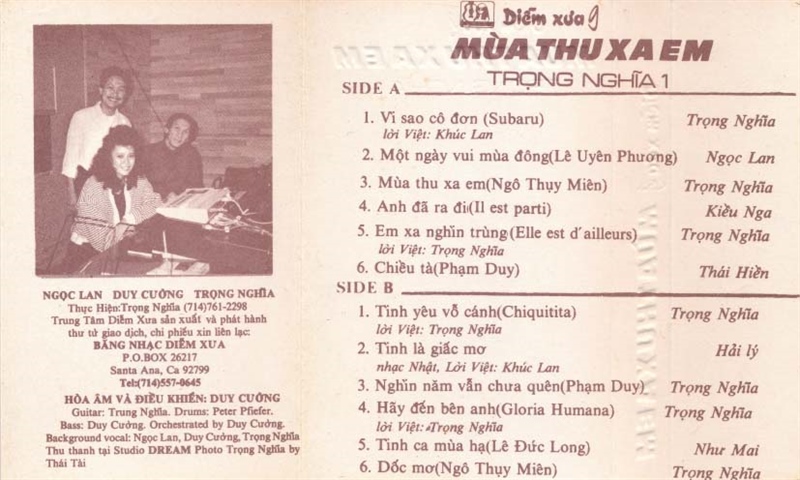 NGỌC LAN DUY CƯỜNG TRỌNG NGHĨA
Thực Hiện:Trọng Nghĩa (714)761-2298
Trung Tâm Diễm Xưa sản xuất và phát hành
thư từ giao dịch, chi phiếu xin liên lạc:
BĂNG NHẠC DIỄM XƯA
P.O.BOX 26217
Santa Ana, Ca 92799
Tel:(714)557-0645
HÒA ÂM VÀ ĐIỀU KHIỂN: DUY CƯỜNG
Guitar: Trung Nghĩa. Drums: Peter Pfiefer.
Bass: Duy Cường. Orchestrated by Duy Cường.
Background vocal: Ngọc Lan, Duy Cường, Trọng Nghĩa
Thu thanh tại Studio DREAM Photo Trọng Nghĩa by
Thái Tài
Diễm xưa 9
MÙA THU XA EM
TRỌNG NGHĨA 1
SIDE A
1. Vì sao cô đơn (Subaru) Trọng Nghĩa
lời Việt: Khúc Lan
2. Một ngày vui mùa đông(Lê Uyên Phương) Ngọc Lan
3. Mùa thu xa em(Ngô Thụy Miên) Trọng Nghĩa
4. Anh đã ra đi(Il est parti) Kiều Nga
5. Em xa nghìn trùng(Elle est d'ailleurs) Trọng Nghĩa
lời Việt: Trọng Nghĩa
6. Chiều tà(Phạm Duy) Thái Hiền
SIDE B
1. Tình yêu vỗ cánh(Chiquitita) Trọng Nghĩa
lời Việt: Trọng Nghĩa
2. Tình là giấc mơ Hải lý
nhạc Nhật, Lời Việt: Khúc Lan
3. Nghìn năm vẫn chưa quên(Phạm Duy) Trọng Nghĩa
4. Hãy đến bên anh(Gloria Humana) Trọng Nghĩa
lời Việt: Trọng Nghĩa
5. Tình ca mùa hạ(Lê Đức Long) Như Mai
6. Dốc mơ(Ngô Thụy Miên) Trọng Nghĩa